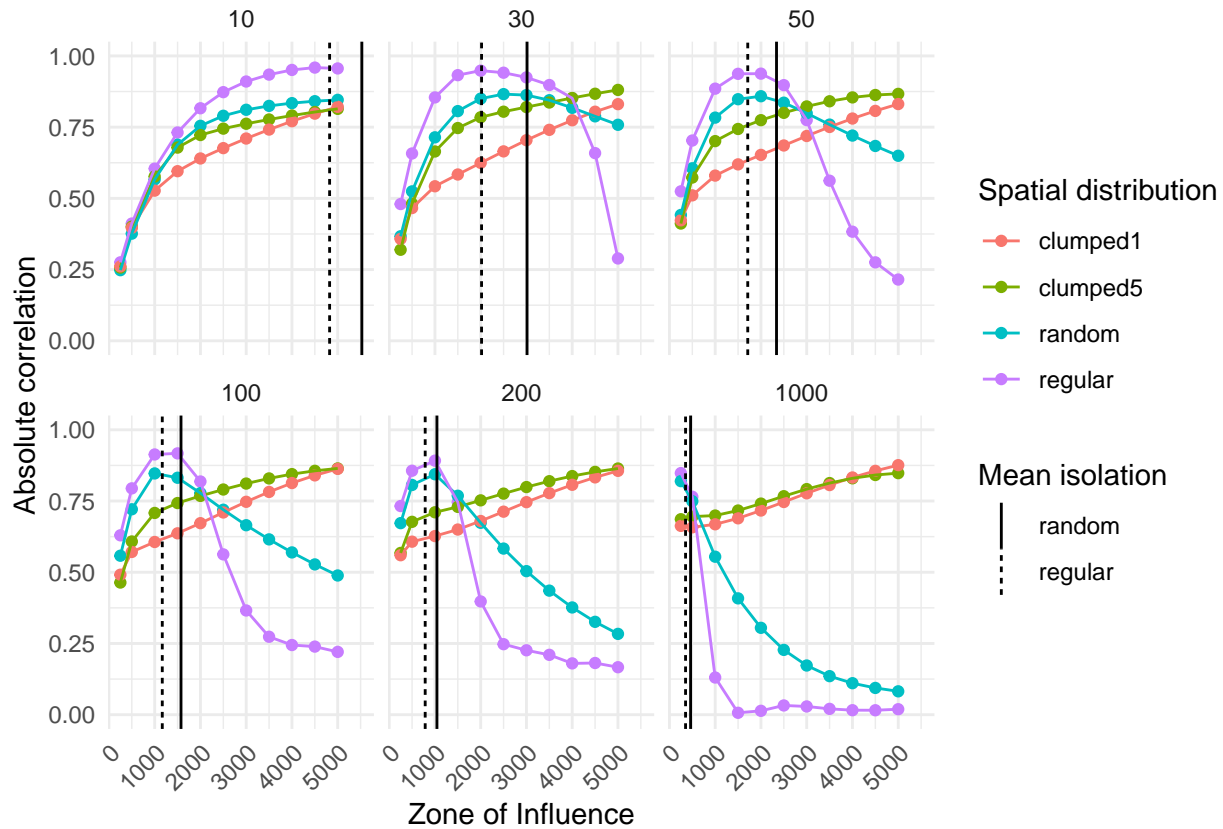 10 30 50
1.00
0.75
0.50
0.25
0.00
100 200 1000
1.00
0.75
0.50
0.25
0.00
0 1000 2000 3000 4000 5000 0 1000 2000 3000 4000 5000 0 1000 2000 3000 4000 5000
Zone of Influence
Absolute correlation
Spatial distribution
clumped1
clumped5
random
regular
Mean isolation
random
regular